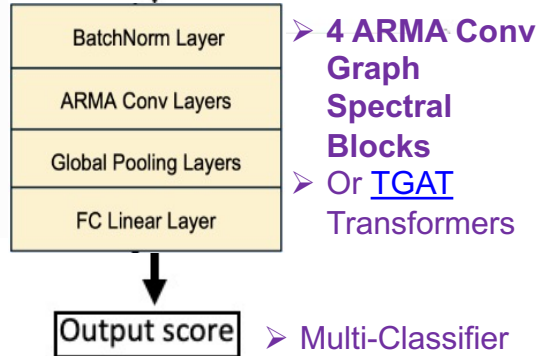 BatchNorm Layer
ARMA Conv Layers
Global Pooling Layers
FC Linear Layer
Output score
➢ 4 ARMA Conv
Graph
Spectral
Blocks
➢ Or TGAT
Transformers
➢ Multi-Classifier